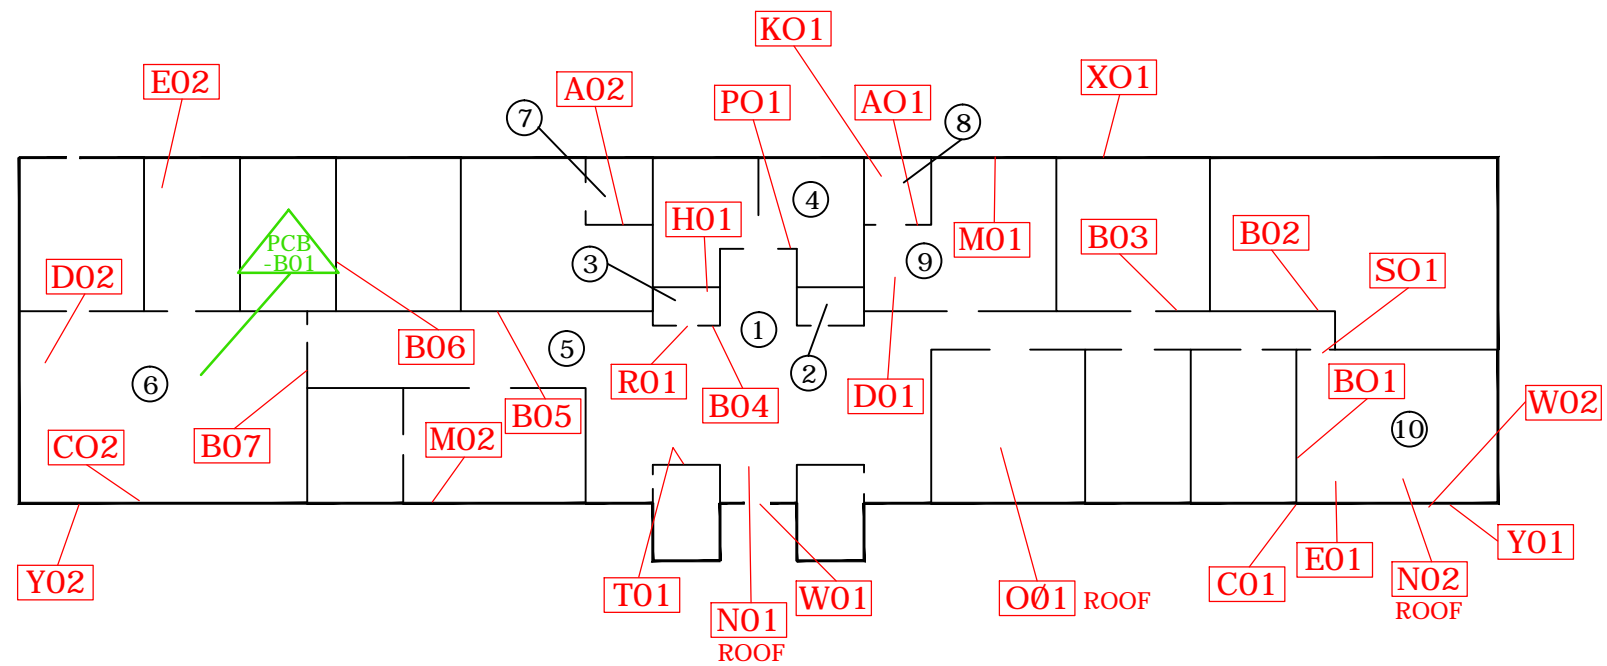 KO1
E02
XO1
A02
PO1
AO1
7
8
4
H01
M01
B03
B02
PCB
-B01
D02
3
9
SO1
1
5
B06
2
6
R01
B04
D01
BO1
W02
B05
10
CO2
B07
M02
Y02
T01
N01
ROOF
W01
OØ1 ROOF
C01
E01
N02
ROOF
Y01